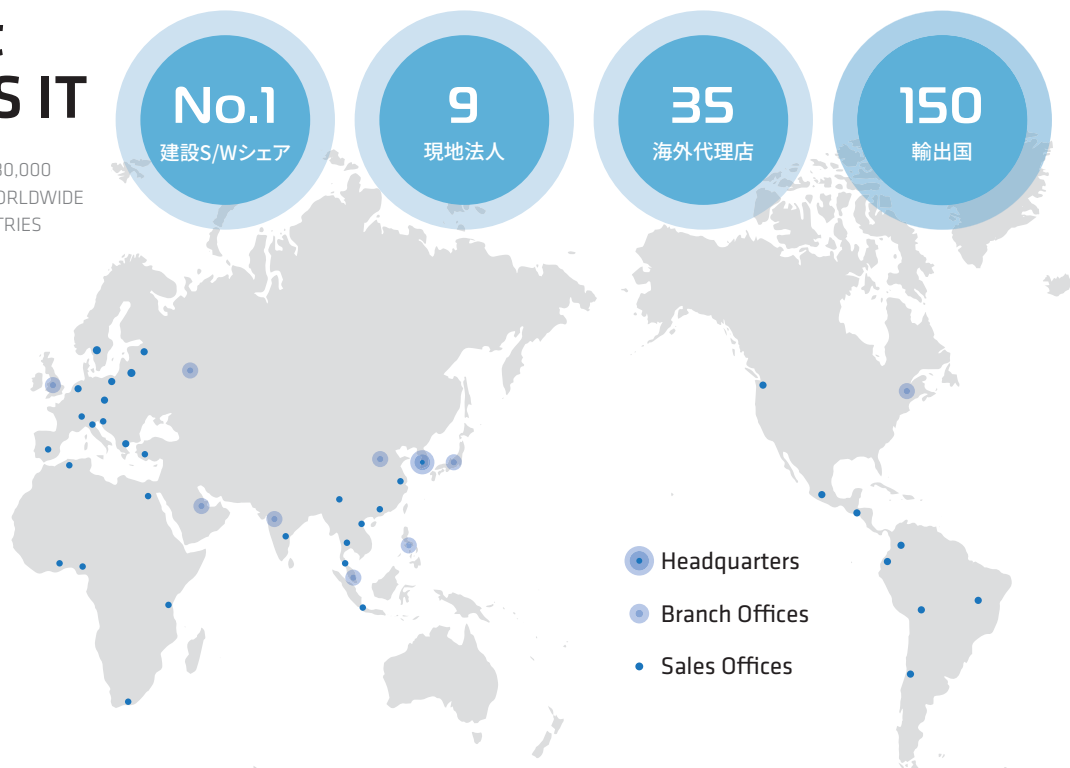 S IT
30,000
ORLDWIDE
TRIES
No.1
建設S/Wシェア
9
現地法人
35
海外代理店
150
輸出国
Headquarters
Branch Offices
Sales Offices